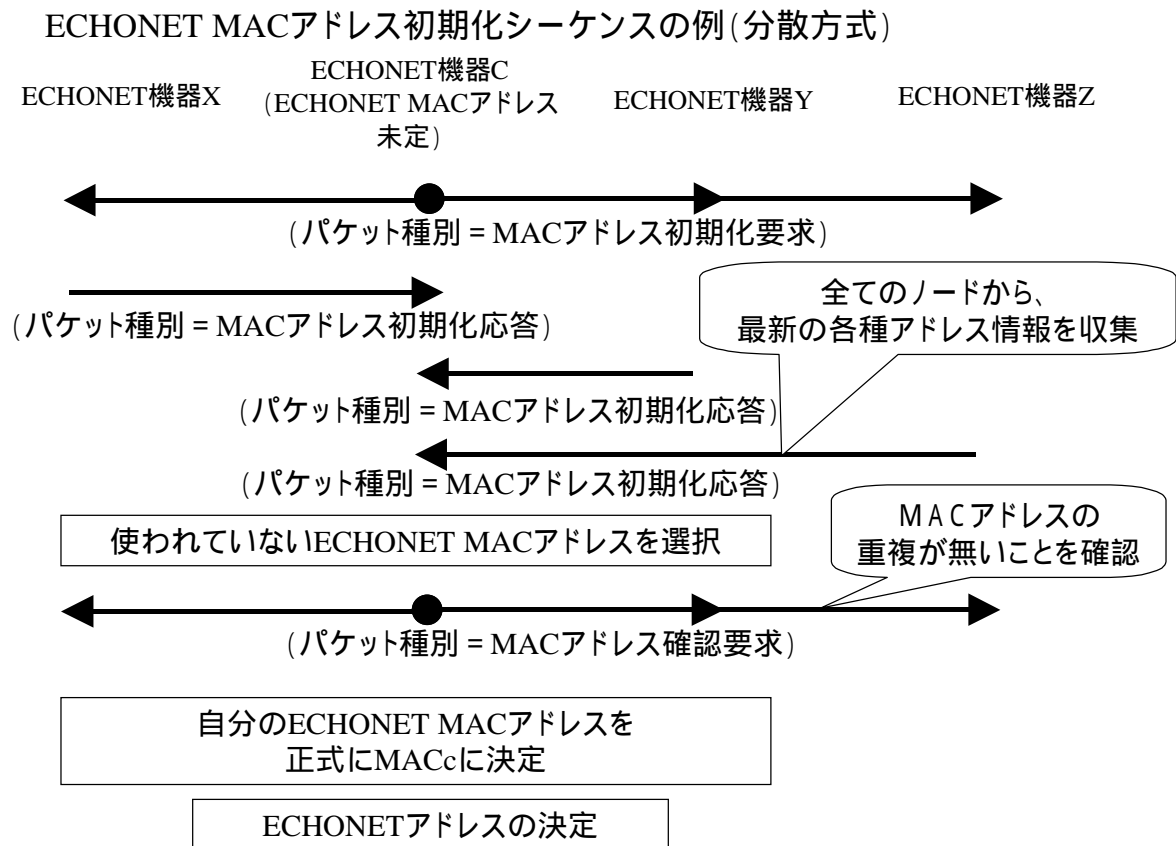 ECHONET MACアドレス初期化シーケンスの例(分散方式)
ECHONET機器X
ECHONET機器C
(ECHONET MACアドレス
未定)
ECHONET機器Y
ECHONET機器Z
(パケット種別 = MACアドレス初期化要求)
全てのノードから、
最新の各種アドレス情報を収集
(パケット種別 = MACアドレス初期化応答)
(パケット種別 = MACアドレス初期化応答)
(パケット種別 = MACアドレス初期化応答)
使われていないECHONET MACアドレスを選択
ＭＡＣアドレスの
重複が無いことを確認
(パケット種別 = MACアドレス確認要求)
自分のECHONET MACアドレスを
正式にMACcに決定
ECHONETアドレスの決定